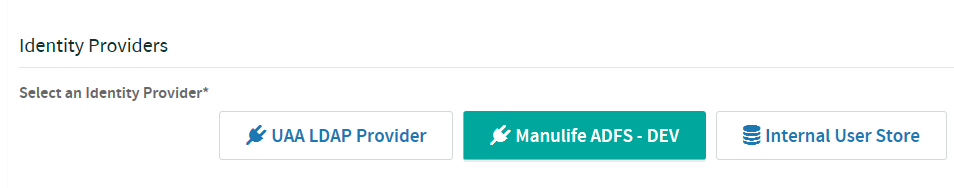 Identity Providers
Select an Identity Provider*
UAA LDAP Provider
Manulife ADFS - DEV
Internal User Store